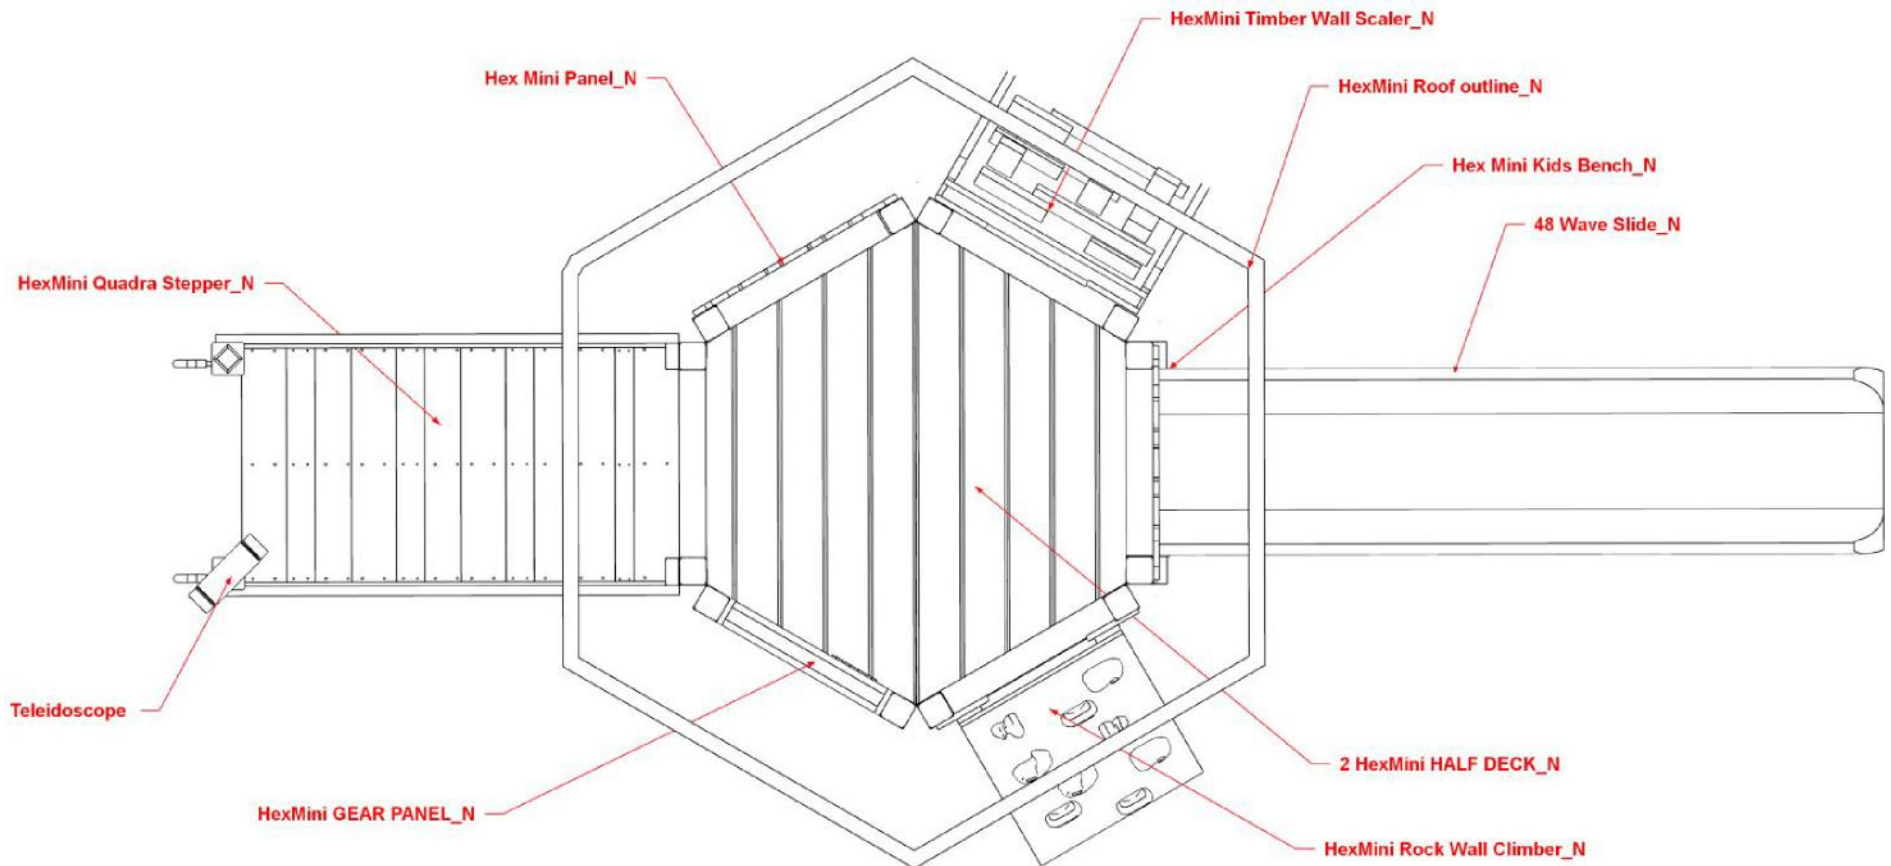 HexMini Timber Wall Scaler_N
Hex Mini Panel_N
HexMini Roof outline_N
Hex Mini Kids Bench_N
48 Wave Slide_N
HexMini Quadra Stepper_N
Teleidoscope
2 HexMini HALF DECK_N
HexMini GEAR PANEL_N
HexMini Rock Wall Climber_N